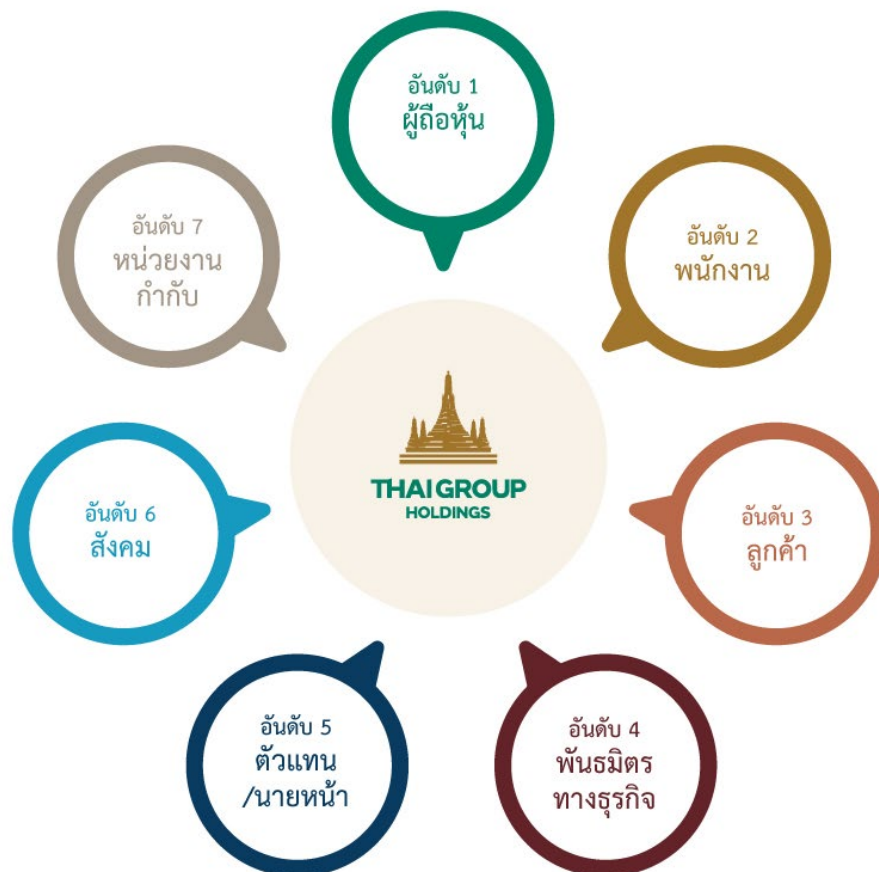 อันดับ 1
ผู้ถือหุ้น
อันดับ 2
พนักงาน
อันดับ 3
ลูกค้า
อันดับ 4
พันธมิตร
ทางธุรกิจ
อันดับ 5
ตัวแทน
/นายหน้า
อันดับ 6
สังคม
อันดับ 7
หน่วยงาน
กำกับ
THAI GROUP
HOLDINGS